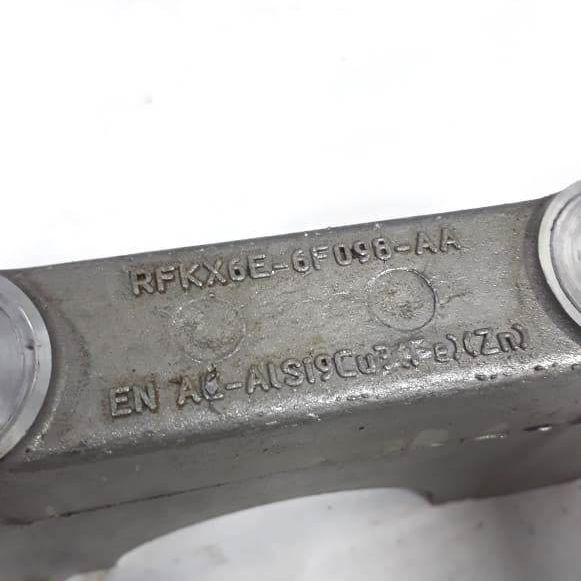 RFKX6E-6F098-AA
EN AC-AlSi9Cu3(Fe)(Zn)